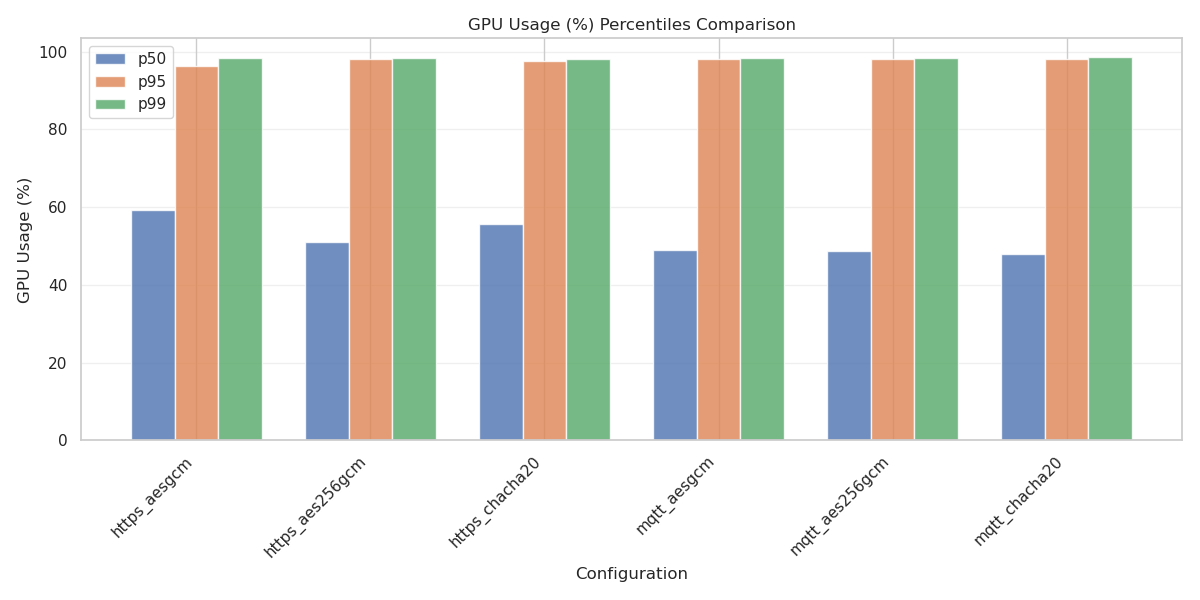 GPU Usage (%) Percentiles Comparison
p50
p95
p99
GPU Usage (%)
100
80
60
40
20
0
https_aesgcm
https_aes256gcm
https_chacha20
mqtt_aesgcm
mqtt_aes256gcm
mqtt_chacha20
Configuration